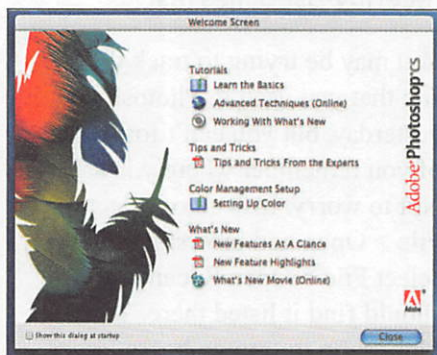 Welcome Screen
Tutorials
Learn the Basics
Advanced Techniques (Online)
Working With What's New
Tips and Tricks
Tips and Tricks From the Experts
Color Management Setup
Setting Up Color
What's New
New Features At A Glance
New Feature Highlights
What's New Movie (Online)
Adobe Photoshop CS
Adobe
Show this dialog at startup
Close